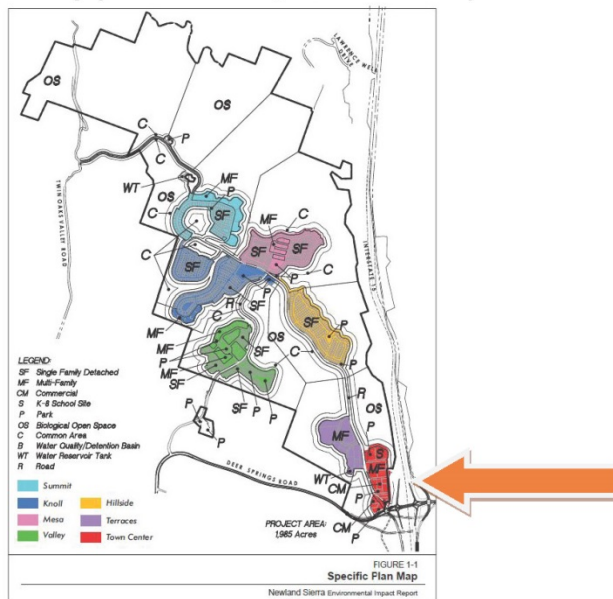 LAWRENCE WELK
DRIVE
OS
OS
C
P
C
WT
OS
MF
P
C
SF
TWIN OAKS VALLEY ROAD
MF
C
INTERSTATE 15
C
SF
SF
SF
P
C
R
SF
MF
C
MF
MF
P
MF
SF
SF
OS
SF
P
C
P
SF
P
P
P
R
OS
P
P
P
MF
S
MF
WT
CM
P
C
CM
P
DEER SPRINGS ROAD
LEGEND:
SF Single Family Detached
MF Multi-Family
CM Commercial
S K-8 School Site
P Park
OS Biological Open Space
C Common Area
B Water Quality/Detention Basin
WT Water Reservoir Tank
R Road
Summit
Knoll
Mesa
Valley
Hillside
Terraces
Town Center
PROJECT AREA:
1,985 Acres
FIGURE 1-1
Specific Plan Map
Newland Sierra Environmental Impact Report